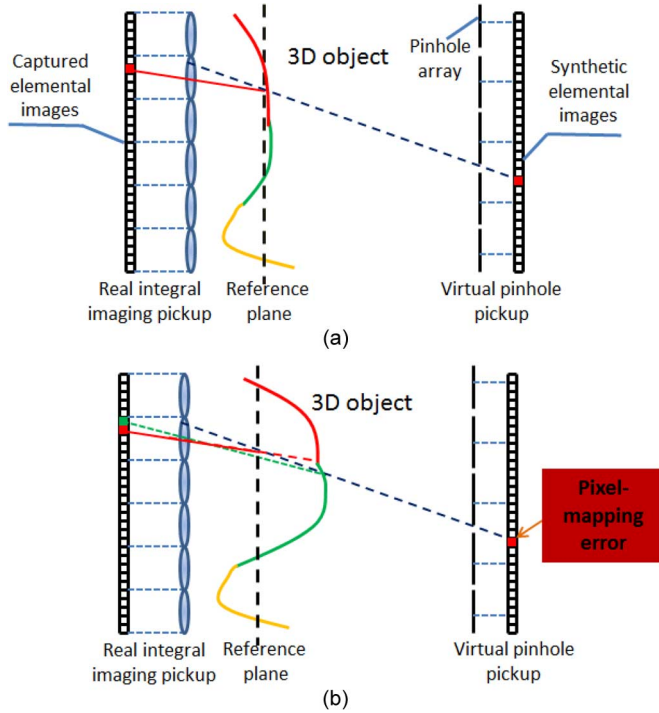 Captured
elemental
images
3D object
Pinhole
array
Synthetic
elemental
images
Real integral
imaging pickup
Reference
plane
Virtual pinhole
pickup
(a)
3D object
Pixel-
mapping
error
Real integral
imaging pickup
Reference
plane
Virtual pinhole
pickup
(b)